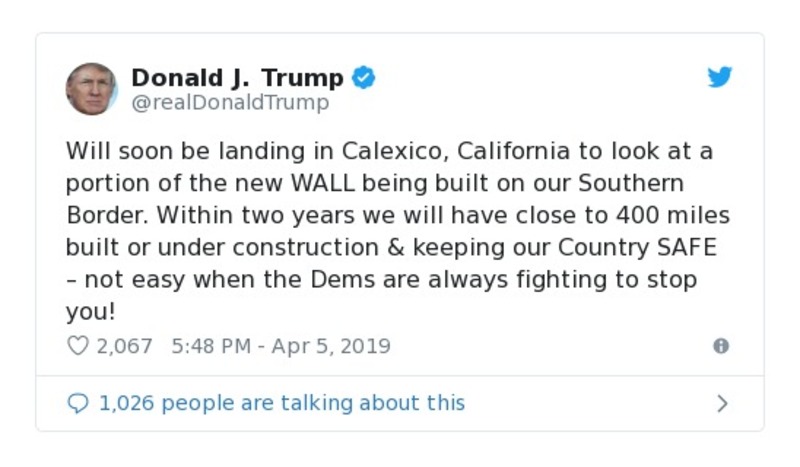 Donald J. Trump
@realDonaldTrump
Will soon be landing in Calexico, California to look at a
portion of the new WALL being built on our Southern
Border. Within two years we will have close to 400 miles
built or under construction & keeping our Country SAFE
– not easy when the Dems are always fighting to stop
you!
2,067 5:48 PM - Apr 5, 2019
1,026 people are talking about this